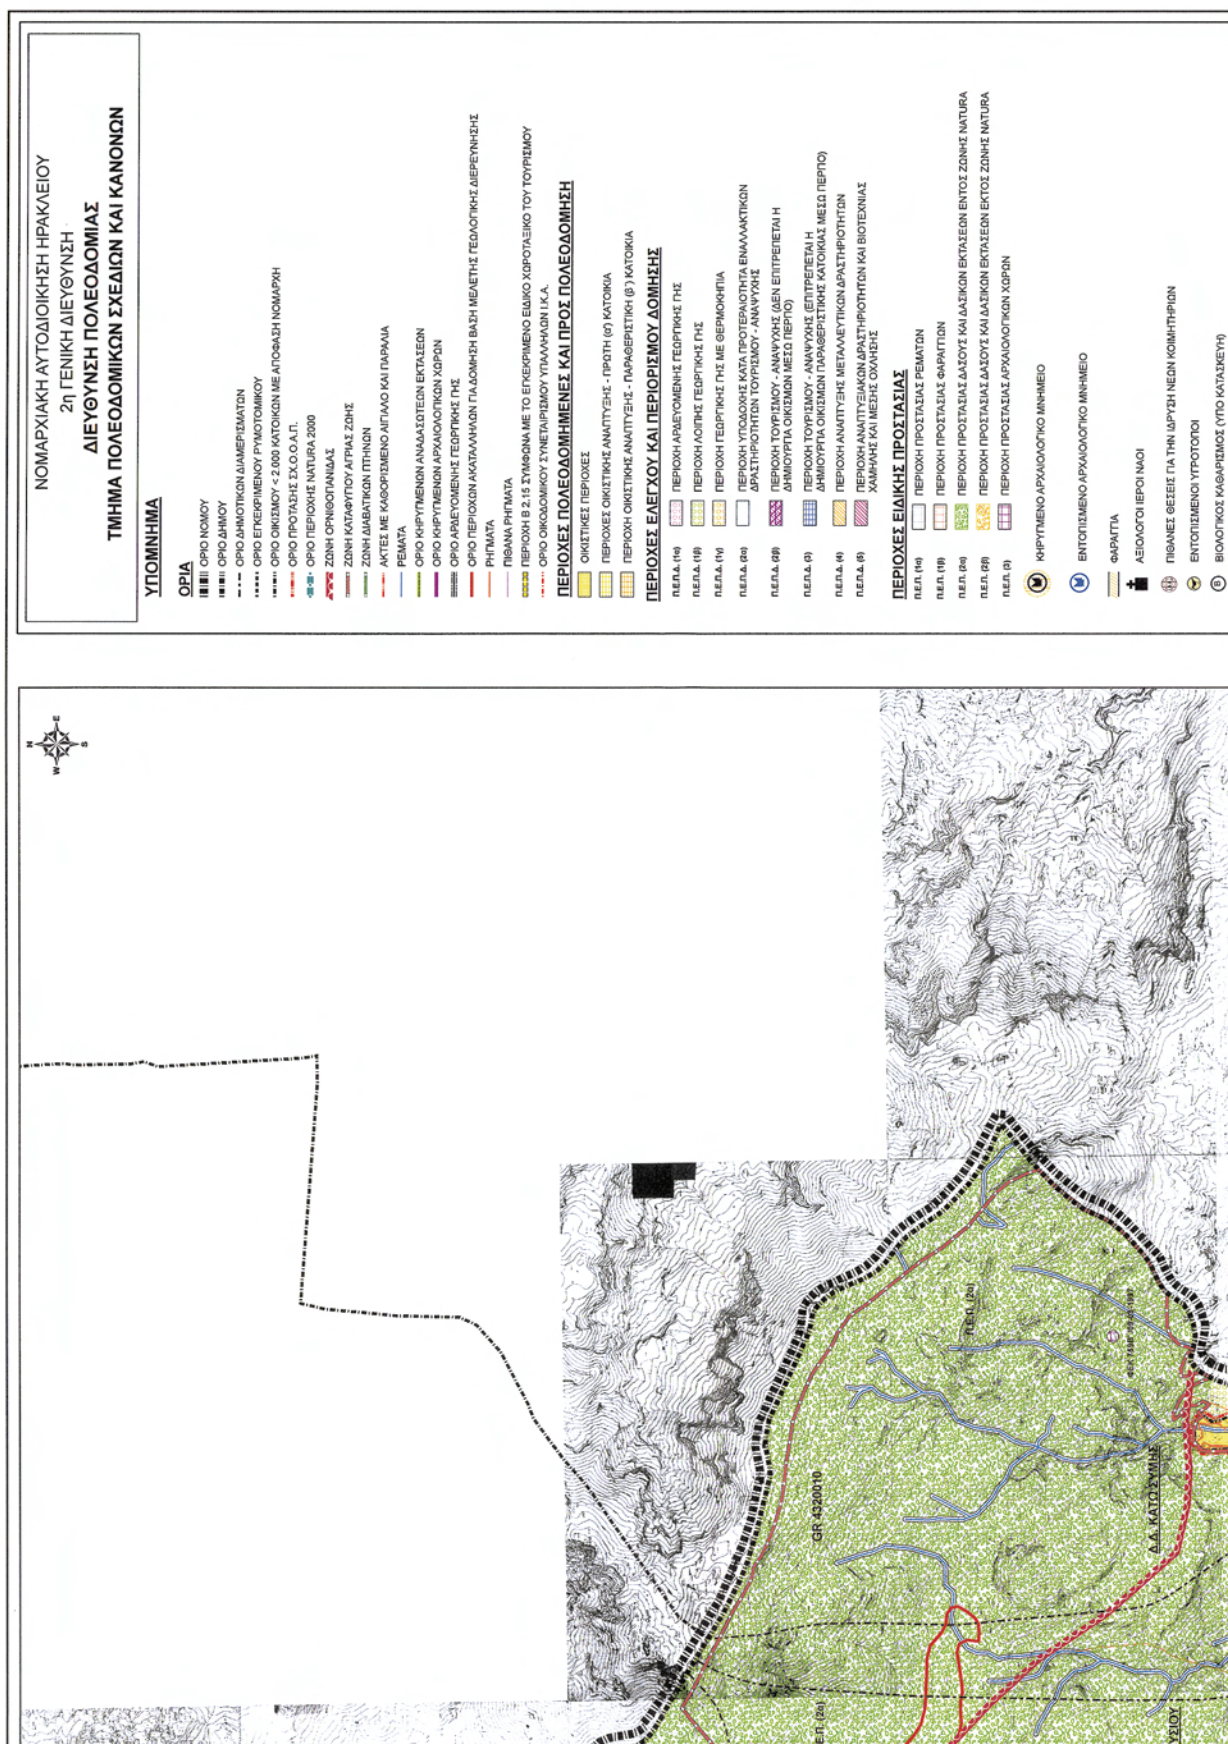 ΝΟΜΑΡΧΙΑΚΗ ΑΥΤΟΔΙΟΙΚΗΣΗ ΗΡΑΚΛΕΙΟΥ
2η ΓΕΝΙΚΗ ΔΙΕΥΘΥΝΣΗ
ΔΙΕΥΘΥΝΣΗ ΠΟΛΕΟΔΟΜΙΑΣ
ΤΜΗΜΑ ΠΟΛΕΟΔΟΜΙΚΩΝ ΣΧΕΔΙΩΝ ΚΑΙ ΚΑΝΟΝΩΝ
ΥΠΟΜΝΗΜΑ
ΟΡΙΑ
ΟΡΙΟ ΝΟΜΟΥ
ΟΡΙΟ ΔΗΜΟΥ
ΟΡΙΟ ΔΗΜΟΤΙΚΩΝ ΔΙΑΜΕΡΙΣΜΑΤΩΝ
ΟΡΙΟ ΕΓΚΕΚΡΙΜΕΝΟΥ ΡΥΜΟΤΟΜΙΚΟΥ
ΟΡΙΟ ΟΙΚΙΣΜΟΥ < 2.000 ΚΑΤΟΙΚΩΝ ΜΕ ΑΠΟΦΑΣΗ ΝΟΜΑΡΧΗ
ΟΡΙΟ ΠΡΟΤΑΣΗΣ ΣΧ.Ο.Ο.Α.Π.
ΟΡΙΟ ΠΕΡΙΟΧΗΣ NATURA 2000
ΖΩΝΗ ΟΡΝΙΘΟΠΑΝΙΔΑΣ
ΖΩΝΗ ΚΑΤΑΦΥΓΙΟΥ ΑΓΡΙΑΣ ΖΩΗΣ
ΖΩΝΗ ΔΙΑΒΑΤΙΚΩΝ ΠΤΗΝΩΝ
ΑΚΤΕΣ ΜΕ ΚΑΘΟΡΙΣΜΕΝΟ ΑΙΓΙΑΛΟ ΚΑΙ ΠΑΡΑΛΙΑ
ΡΕΜΑΤΑ
ΟΡΙΟ ΚΗΡΥΓΜΕΝΩΝ ΑΝΑΔΑΣΩΤΕΩΝ ΕΚΤΑΣΕΩΝ
ΟΡΙΟ ΚΗΡΥΓΜΕΝΩΝ ΑΡΧΑΙΟΛΟΓΙΚΩΝ ΧΩΡΩΝ
ΟΡΙΟ ΑΡΔΕΥΟΜΕΝΗΣ ΓΕΩΡΓΙΚΗΣ ΓΗΣ
ΟΡΙΟ ΠΕΡΙΟΧΩΝ ΑΚΑΤΑΛΛΗΛΩΝ ΓΙΑ ΔΟΜΗΣΗ ΒΑΣΗ ΜΕΛΕΤΗΣ ΓΕΩΛΟΓΙΚΗΣ ΔΙΕΡΕΥΝΗΣΗΣ
ΡΗΓΜΑΤΑ
ΠΙΘΑΝΑ ΡΗΓΜΑΤΑ
ΠΕΡΙΟΧΗ Β 2.15 ΣΥΜΦΩΝΑ ΜΕ ΤΟ ΕΓΚΕΚΡΙΜΕΝΟ ΕΙΔΙΚΟ ΧΩΡΟΤΑΞΙΚΟ ΤΟΥ ΤΟΥΡΙΣΜΟΥ
ΟΡΙΟ ΟΙΚΟΔΟΜΙΚΟΥ ΣΥΝΕΤΑΙΡΙΣΜΟΥ ΥΠΑΛΛΗΛΩΝ Ι.Κ.Α.
ΠΕΡΙΟΧΕΣ ΠΟΛΕΟΔΟΜΗΜΕΝΕΣ ΚΑΙ ΠΡΟΣ ΠΟΛΕΟΔΟΜΗΣΗ
ΟΙΚΙΣΤΙΚΕΣ ΠΕΡΙΟΧΕΣ
ΠΕΡΙΟΧΕΣ ΟΙΚΙΣΤΙΚΗΣ ΑΝΑΠΤΥΞΗΣ - ΠΡΩΤΗ (α') ΚΑΤΟΙΚΙΑ
ΠΕΡΙΟΧΗ ΟΙΚΙΣΤΙΚΗΣ ΑΝΑΠΤΥΞΗΣ - ΠΑΡΑΘΕΡΙΣΤΙΚΗ (β') ΚΑΤΟΙΚΙΑ
ΠΕΡΙΟΧΕΣ ΕΛΕΓΧΟΥ ΚΑΙ ΠΕΡΙΟΡΙΣΜΟΥ ΔΟΜΗΣΗΣ
Π.Ε.Π.Δ. (1α) ΠΕΡΙΟΧΗ ΑΡΔΕΥΟΜΕΝΗΣ ΓΕΩΡΓΙΚΗΣ ΓΗΣ
Π.Ε.Π.Δ. (1β) ΠΕΡΙΟΧΗ ΛΟΙΠΗΣ ΓΕΩΡΓΙΚΗΣ ΓΗΣ
Π.Ε.Π.Δ. (1γ) ΠΕΡΙΟΧΗ ΓΕΩΡΓΙΚΗΣ ΓΗΣ ΜΕ ΘΕΡΜΟΚΗΠΙΑ
Π.Ε.Π.Δ. (2α) ΠΕΡΙΟΧΗ ΥΠΟΔΟΧΗΣ ΚΑΤΑ ΠΡΟΤΕΡΑΙΟΤΗΤΑ ΕΝΑΛΛΑΚΤΙΚΩΝ
ΔΡΑΣΤΗΡΙΟΤΗΤΩΝ ΤΟΥΡΙΣΜΟΥ - ΑΝΑΨΥΧΗΣ
Π.Ε.Π.Δ. (2β) ΠΕΡΙΟΧΗ ΤΟΥΡΙΣΜΟΥ - ΑΝΑΨΥΧΗΣ (ΔΕΝ ΕΠΙΤΡΕΠΕΤΑΙ Η
ΔΗΜΙΟΥΡΓΙΑ ΟΙΚΙΣΜΩΝ ΜΕΣΩ ΠΕΡΠΟ)
Π.Ε.Π.Δ. (3) ΠΕΡΙΟΧΗ ΤΟΥΡΙΣΜΟΥ - ΑΝΑΨΥΧΗΣ (ΕΠΙΤΡΕΠΕΤΑΙ Η
ΔΗΜΙΟΥΡΓΙΑ ΟΙΚΙΣΜΩΝ ΠΑΡΑΘΕΡΙΣΤΙΚΗΣ ΚΑΤΟΙΚΙΑΣ ΜΕΣΩ ΠΕΡΠΟ)
Π.Ε.Π.Δ. (4) ΠΕΡΙΟΧΗ ΑΝΑΠΤΥΞΗΣ ΜΕΤΑΛΛΕΥΤΙΚΩΝ ΔΡΑΣΤΗΡΙΟΤΗΤΩΝ
Π.Ε.Π.Δ. (5) ΠΕΡΙΟΧΗ ΑΝΑΠΤΥΞΙΑΚΩΝ ΔΡΑΣΤΗΡΙΟΤΗΤΩΝ ΚΑΙ ΒΙΟΤΕΧΝΙΑΣ
ΧΑΜΗΛΗΣ ΚΑΙ ΜΕΣΗΣ ΟΧΛΗΣΗΣ
ΠΕΡΙΟΧΕΣ ΕΙΔΙΚΗΣ ΠΡΟΣΤΑΣΙΑΣ
Π.Ε.Π. (1α) ΠΕΡΙΟΧΗ ΠΡΟΣΤΑΣΙΑΣ ΡΕΜΑΤΩΝ
Π.Ε.Π. (1β) ΠΕΡΙΟΧΗ ΠΡΟΣΤΑΣΙΑΣ ΦΑΡΑΓΓΙΩΝ
Π.Ε.Π. (2α) ΠΕΡΙΟΧΗ ΠΡΟΣΤΑΣΙΑΣ ΔΑΣΟΥΣ ΚΑΙ ΔΑΣΙΚΩΝ ΕΚΤΑΣΕΩΝ ΕΝΤΟΣ ΖΩΝΗΣ NATURA
Π.Ε.Π. (2β) ΠΕΡΙΟΧΗ ΠΡΟΣΤΑΣΙΑΣ ΔΑΣΟΥΣ ΚΑΙ ΔΑΣΙΚΩΝ ΕΚΤΑΣΕΩΝ ΕΚΤΟΣ ΖΩΝΗΣ NATURA
Π.Ε.Π. (3) ΠΕΡΙΟΧΗ ΠΡΟΣΤΑΣΙΑΣ ΑΡΧΑΙΟΛΟΓΙΚΩΝ ΧΩΡΩΝ
ΚΗΡΥΓΜΕΝΟ ΑΡΧΑΙΟΛΟΓΙΚΟ ΜΝΗΜΕΙΟ
ΕΝΤΟΠΙΣΜΕΝΟ ΑΡΧΑΙΟΛΟΓΙΚΟ ΜΝΗΜΕΙΟ
ΦΑΡΑΓΓΙΑ
ΑΞΙΟΛΟΓΟΙ ΙΕΡΟΙ ΝΑΟΙ
ΠΙΘΑΝΕΣ ΘΕΣΕΙΣ ΓΙΑ ΤΗΝ ΙΔΡΥΣΗ ΝΕΩΝ ΚΟΙΜΗΤΗΡΙΩΝ
ΕΝΤΟΠΙΣΜΕΝΟΙ ΥΓΡΟΤΟΠΟΙ
Β ΒΙΟΛΟΓΙΚΟΣ ΚΑΘΑΡΙΣΜΟΣ (ΥΠΟ ΚΑΤΑΣΚΕΥΗ)
N
W E
S
GR 4320010
Π.Ε.Π. (2α)
Δ.Δ. ΚΑΤΩ ΣΥΜΗΣ
Ε.Π. (2α)
ΥΣΙΟΥ